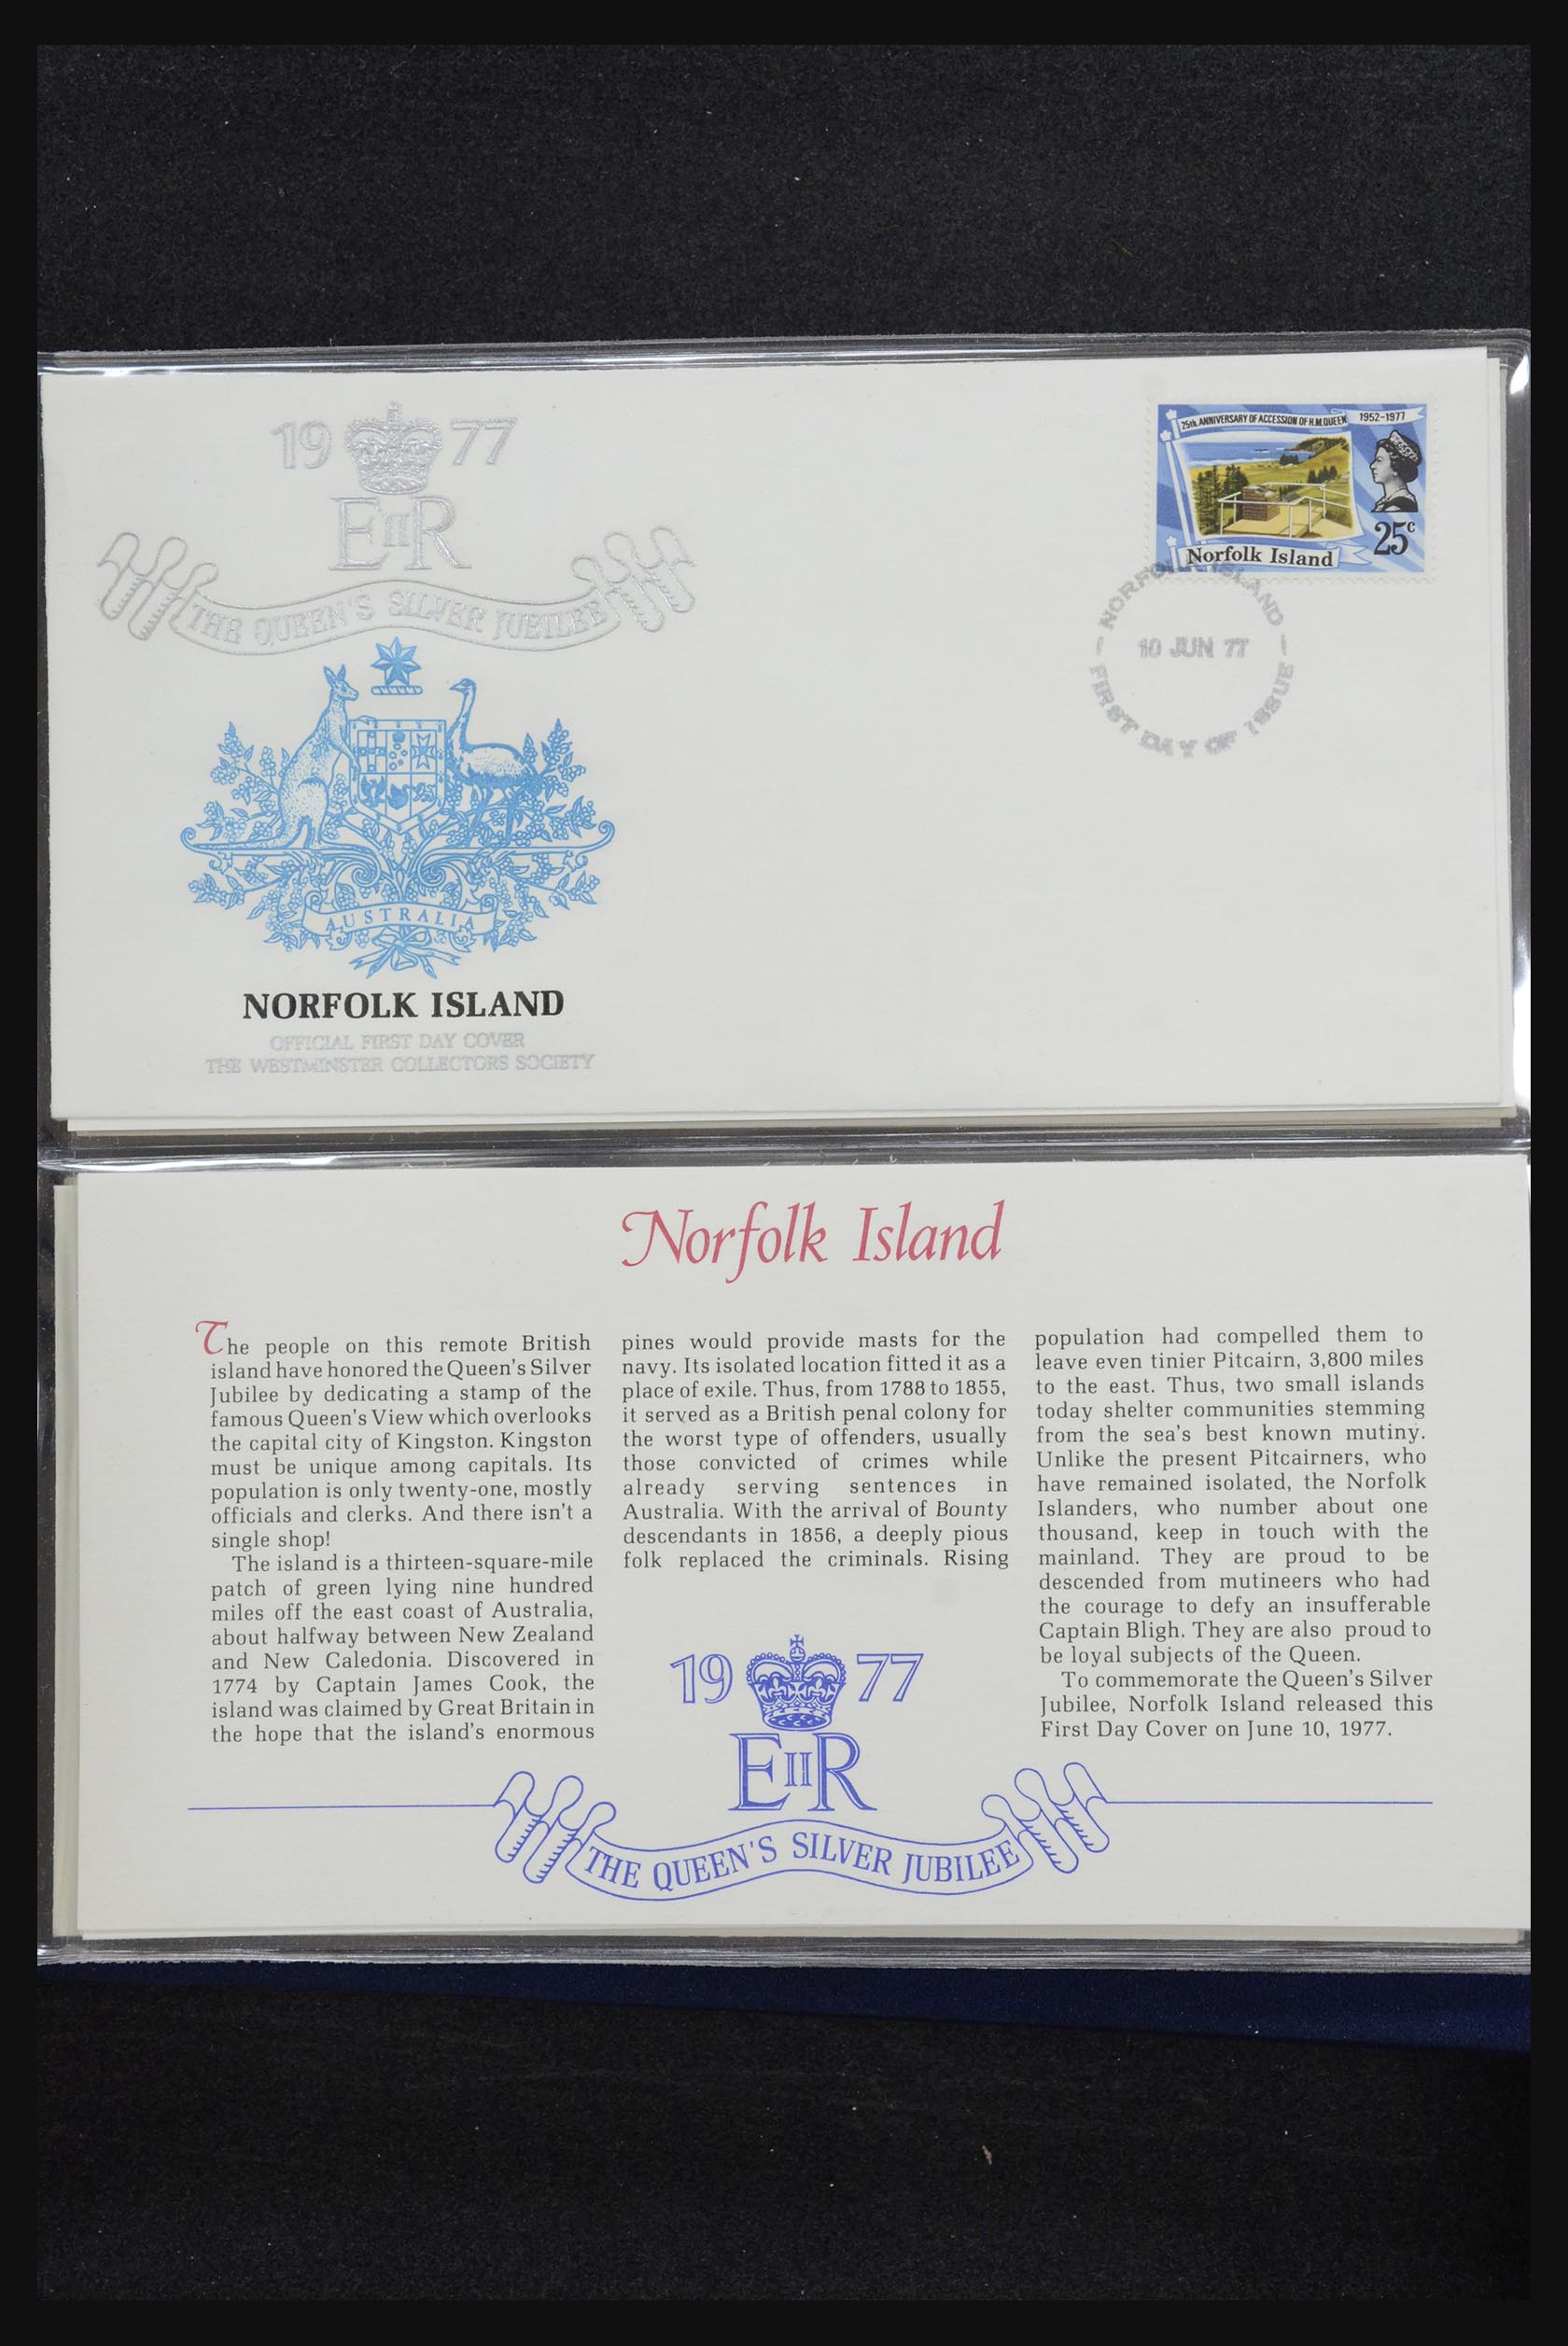 1977
EIIR
THE QUEEN'S SILVER JUBILEE
AUSTRALIA
NORFOLK ISLAND
OFFICIAL FIRST DAY COVER
THE WESTMINSTER COLLECTORS SOCIETY
25th. ANNIVERSARY OF ACCESSION OF H.M. QUEEN 1952-1977
25c
Norfolk Island
NORFOLK ISLAND
10 JUN 77
FIRST DAY OF ISSUE
Norfolk Island
The people on this remote British
island have honored the Queen's Silver
Jubilee by dedicating a stamp of the
famous Queen's View which overlooks
the capital city of Kingston. Kingston
must be unique among capitals. Its
population is only twenty-one, mostly
officials and clerks. And there isn't a
single shop!
The island is a thirteen-square-mile
patch of green lying nine hundred
miles off the east coast of Australia,
about halfway between New Zealand
and New Caledonia. Discovered in
1774 by Captain James Cook, the
island was claimed by Great Britain in
the hope that the island's enormous
pines would provide masts for the
navy. Its isolated location fitted it as a
place of exile. Thus, from 1788 to 1855,
it served as a British penal colony for
the worst type of offenders, usually
those convicted of crimes while
already serving sentences in
Australia. With the arrival of Bounty
descendants in 1856, a deeply pious
folk replaced the criminals. Rising
population had compelled them to
leave even tinier Pitcairn, 3,800 miles
to the east. Thus, two small islands
today shelter communities stemming
from the sea's best known mutiny.
Unlike the present Pitcairners, who
have remained isolated, the Norfolk
Islanders, who number about one
thousand, keep in touch with the
mainland. They are proud to be
descended from mutineers who had
the courage to defy an insufferable
Captain Bligh. They are also proud to
be loyal subjects of the Queen.
To commemorate the Queen's Silver
Jubilee, Norfolk Island released this
First Day Cover on June 10, 1977.
1977
EIIR
THE QUEEN'S SILVER JUBILEE